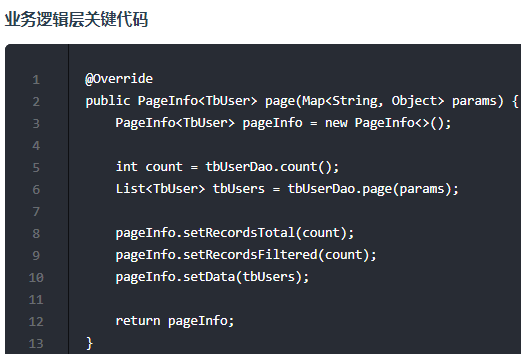 业务逻辑层关键代码
1 @Override
2 public PageInfo<TbUser> page(Map<String, Object> params) {
3 PageInfo<TbUser> pageInfo = new PageInfo<>();
4
5 int count = tbUserDao.count();
6 List<TbUser> tbUsers = tbUserDao.page(params);
7
8 pageInfo.setRecordsTotal(count);
9 pageInfo.setRecordsFiltered(count);
10 pageInfo.setData(tbUsers);
11
12 return pageInfo;
13 }